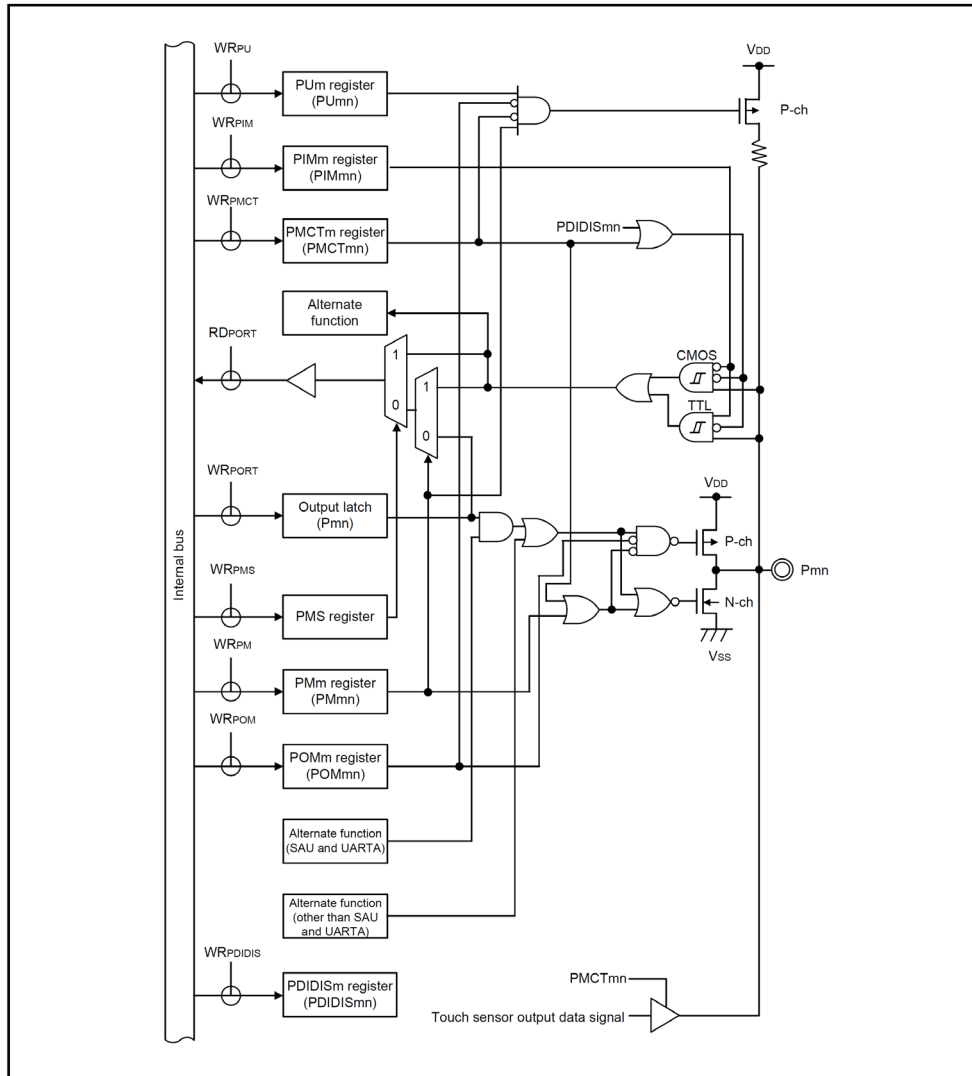 WRPU
PUm register
(PUmn)
VDD
P-ch
WRPIM
PIMm register
(PIMmn)
WRPMCT
PMCTm register
(PMCTmn)
PDIDISmn
Alternate
function
RDPORT
1
0
1
0
CMOS
TTL
WRPORT
Output latch
(Pmn)
VDD
P-ch
Pmn
N-ch
VSS
Internal bus
WRPMS
PMS register
WRPM
PMm register
(PMmn)
WRPOM
POMm register
(POMmn)
Alternate function
(SAU and UARTA)
Alternate function
(other than SAU
and UARTA)
WRPDIDIS
PDIDISm register
(PDIDISmn)
PMCTmn
Touch sensor output data signal